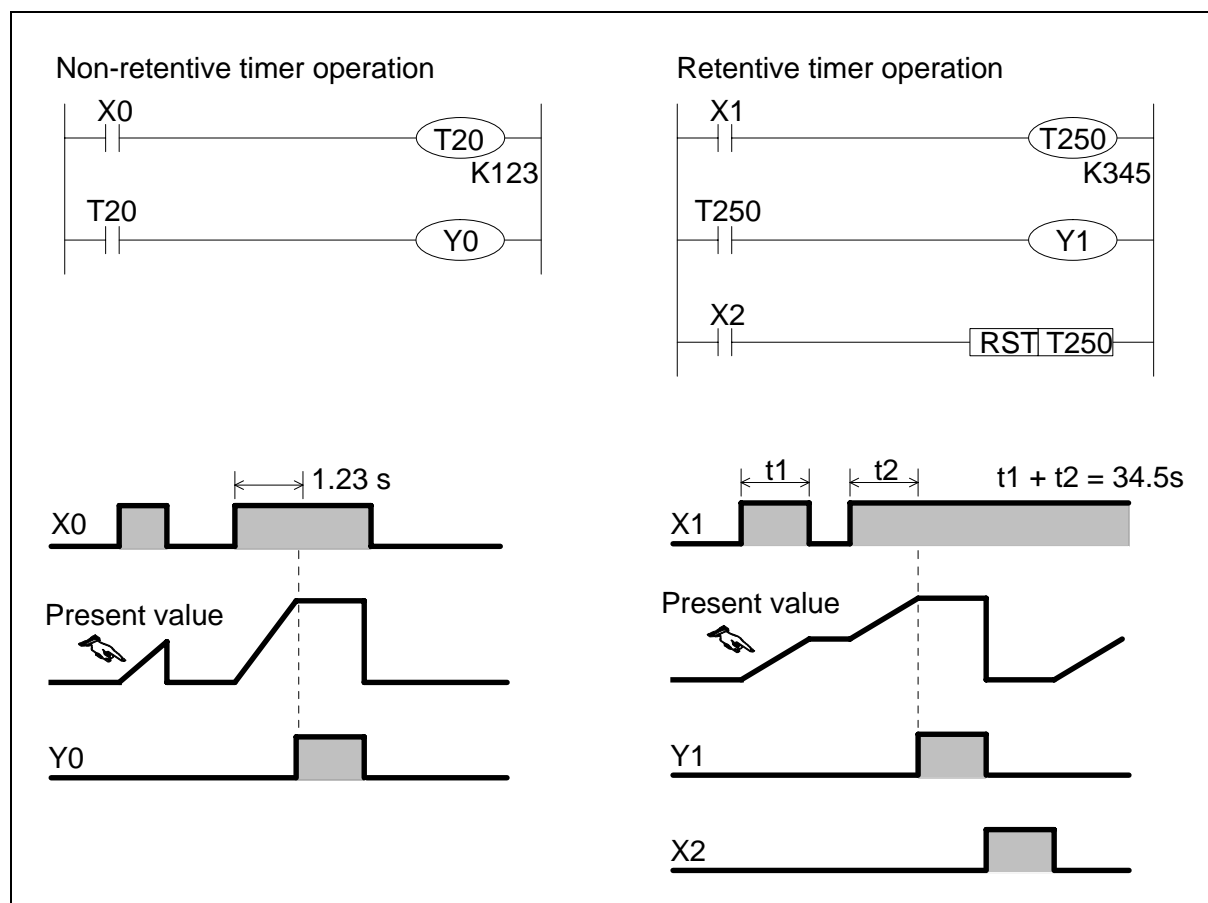 Non-retentive timer operation
X0
T20
K123
T20
Y0
Retentive timer operation
X1
T250
K345
T250
Y1
X2
RST T250
1.23 s
X0
Present value
Y0
t1
t2
t1 + t2 = 34.5s
X1
Present value
Y1
X2